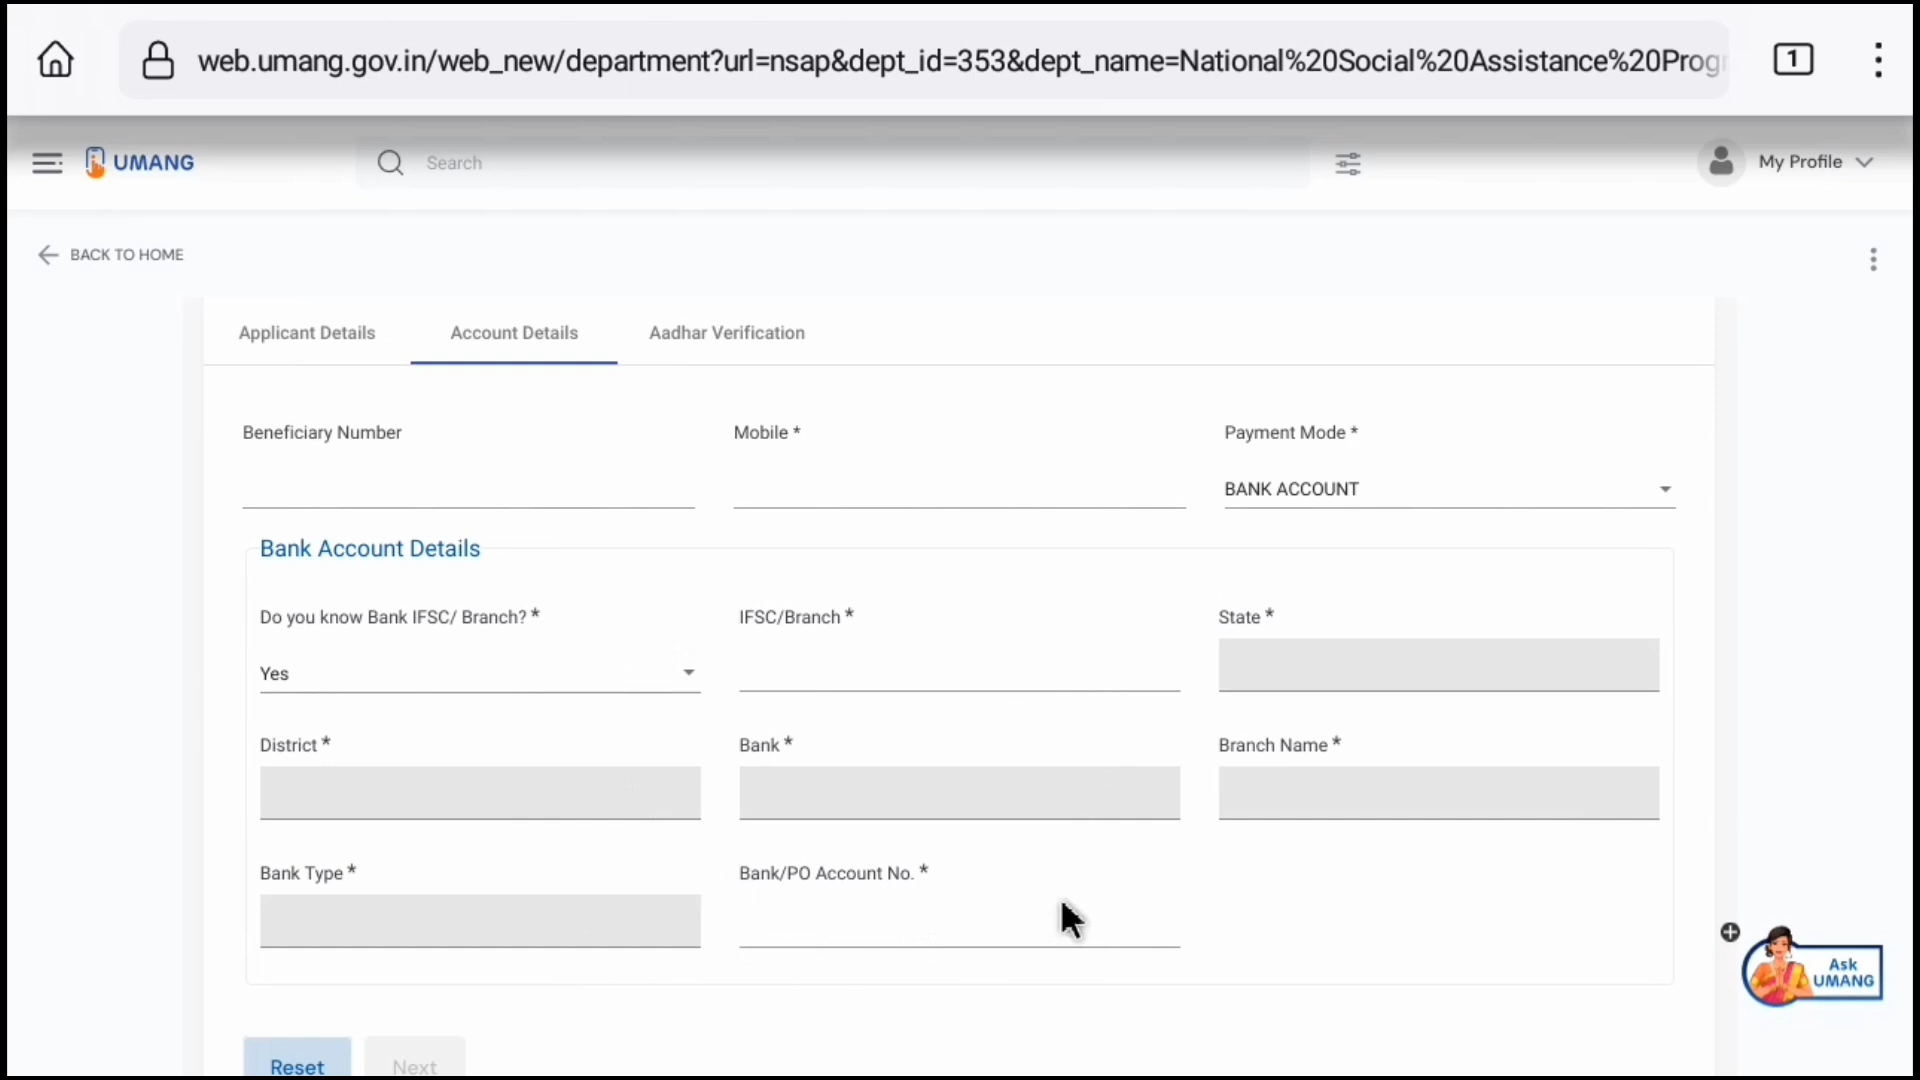 web.umang.gov.in/web_new/department?url=nsap&dept_id=353&dept_name=National%20Social%20Assistance%20Prog
1
UMANG
Search
My Profile
BACK TO HOME
Applicant Details
Account Details
Aadhar Verification
Beneficiary Number
Mobile *
Payment Mode *
BANK ACCOUNT
Bank Account Details
Do you know Bank IFSC/ Branch? *
IFSC/Branch *
State *
Yes
District *
Bank *
Branch Name *
Bank Type *
Bank/PO Account No. *
Ask
UMANG
Reset
Next